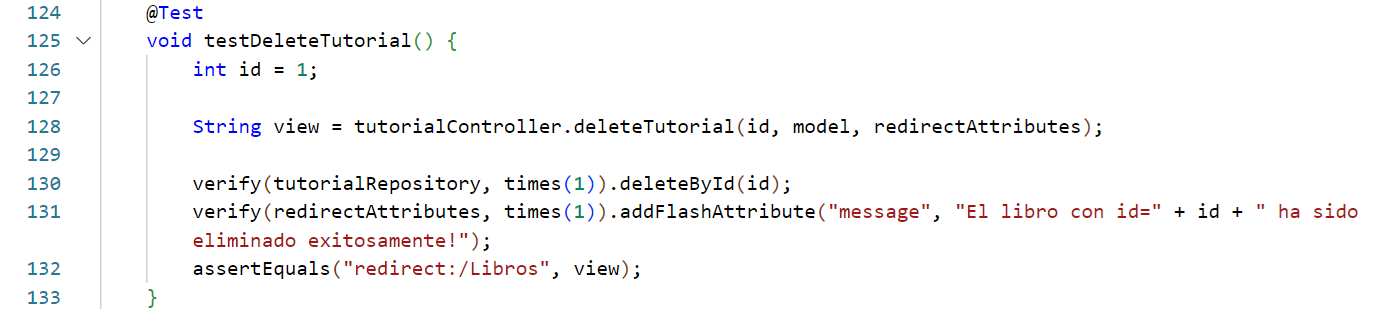 124 @Test
125 void testDeleteTutorial() {
126 int id = 1;
127
128 String view = tutorialController.deleteTutorial(id, model, redirectAttributes);
129
130 verify(tutorialRepository, times(1)).deleteById(id);
131 verify(redirectAttributes, times(1)).addFlashAttribute("message", "El libro con id=" + id + " ha sido
eliminado exitosamente!");
132 assertEquals("redirect:/Libros", view);
133 }